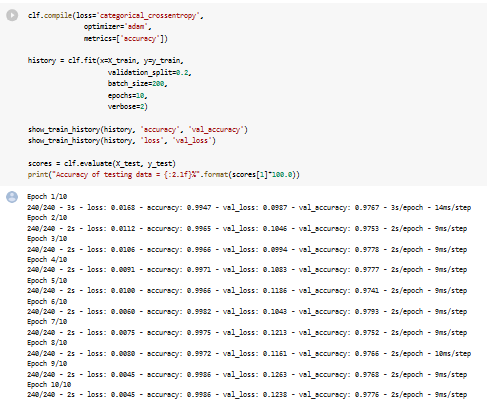 clf.compile(loss='categorical_crossentropy',
optimizer='adam',
metrics=['accuracy'])
history = clf.fit(x=X_train, y=y_train,
validation_split=0.2,
batch_size=200,
epochs=10,
verbose=2)
show_train_history(history, 'accuracy', 'val_accuracy')
show_train_history(history, 'loss', 'val_loss')
scores = clf.evaluate(X_test, y_test)
print("Accuracy of testing data = {:2.1f}%".format(scores[1]*100.0))
Epoch 1/10
240/240 - 3s - loss: 0.0168 - accuracy: 0.9947 - val_loss: 0.0987 - val_accuracy: 0.9767 - 3s/epoch - 14ms/step
Epoch 2/10
240/240 - 2s - loss: 0.0112 - accuracy: 0.9965 - val_loss: 0.1046 - val_accuracy: 0.9753 - 2s/epoch - 9ms/step
Epoch 3/10
240/240 - 2s - loss: 0.0106 - accuracy: 0.9966 - val_loss: 0.0994 - val_accuracy: 0.9778 - 2s/epoch - 9ms/step
Epoch 4/10
240/240 - 2s - loss: 0.0091 - accuracy: 0.9971 - val_loss: 0.1083 - val_accuracy: 0.9777 - 2s/epoch - 9ms/step
Epoch 5/10
240/240 - 2s - loss: 0.0100 - accuracy: 0.9966 - val_loss: 0.1186 - val_accuracy: 0.9741 - 2s/epoch - 9ms/step
Epoch 6/10
240/240 - 2s - loss: 0.0060 - accuracy: 0.9982 - val_loss: 0.1043 - val_accuracy: 0.9793 - 2s/epoch - 9ms/step
Epoch 7/10
240/240 - 2s - loss: 0.0075 - accuracy: 0.9975 - val_loss: 0.1213 - val_accuracy: 0.9752 - 2s/epoch - 9ms/step
Epoch 8/10
240/240 - 2s - loss: 0.0080 - accuracy: 0.9972 - val_loss: 0.1161 - val_accuracy: 0.9766 - 2s/epoch - 10ms/step
Epoch 9/10
240/240 - 2s - loss: 0.0045 - accuracy: 0.9986 - val_loss: 0.1263 - val_accuracy: 0.9768 - 2s/epoch - 9ms/step
Epoch 10/10
240/240 - 2s - loss: 0.0045 - accuracy: 0.9986 - val_loss: 0.1238 - val_accuracy: 0.9776 - 2s/epoch - 9ms/step